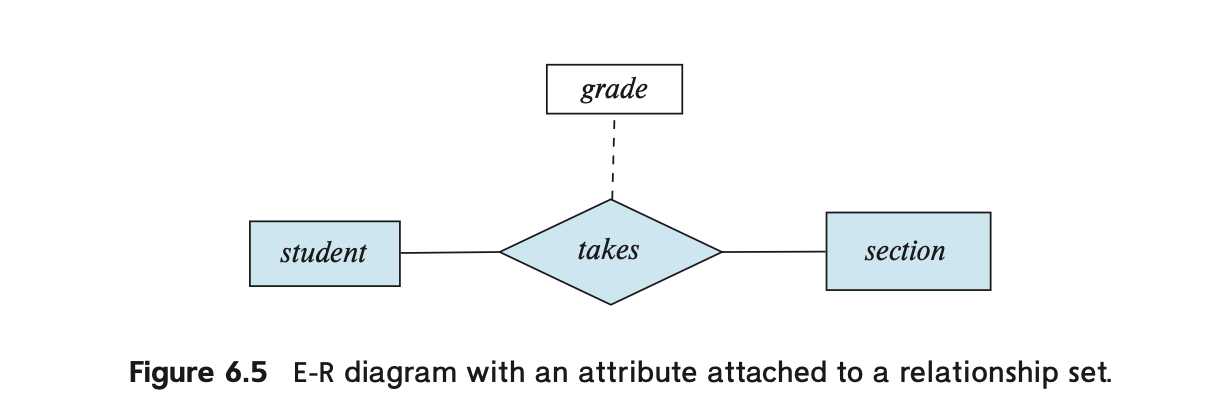 grade
student takes section
Figure 6.5 E-R diagram with an attribute attached to a relationship set.